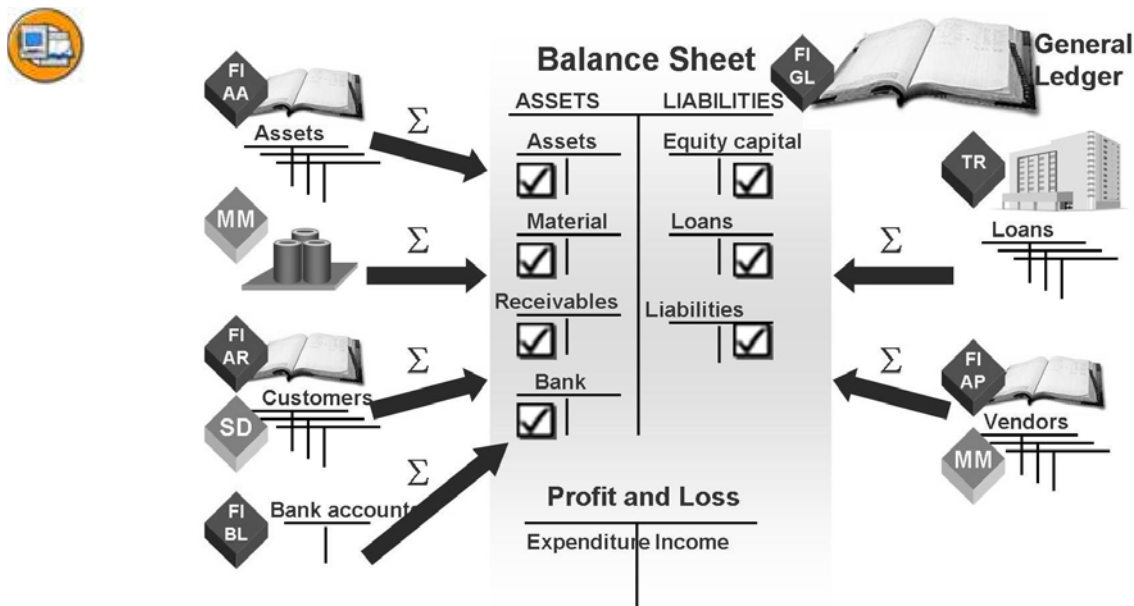 Balance Sheet
FI
GL
General
Ledger
FI
AA
Assets
Σ
ASSETS
LIABILITIES
Assets
Equity capital
TR
MM
Σ
Material
Loans
Σ
Loans
Receivables
Liabilities
FI
AR
Customers
SD
Σ
Bank
Σ
FI
AP
Vendors
MM
Σ
FI
BL
Bank accounts
Profit and Loss
Expenditure
Income